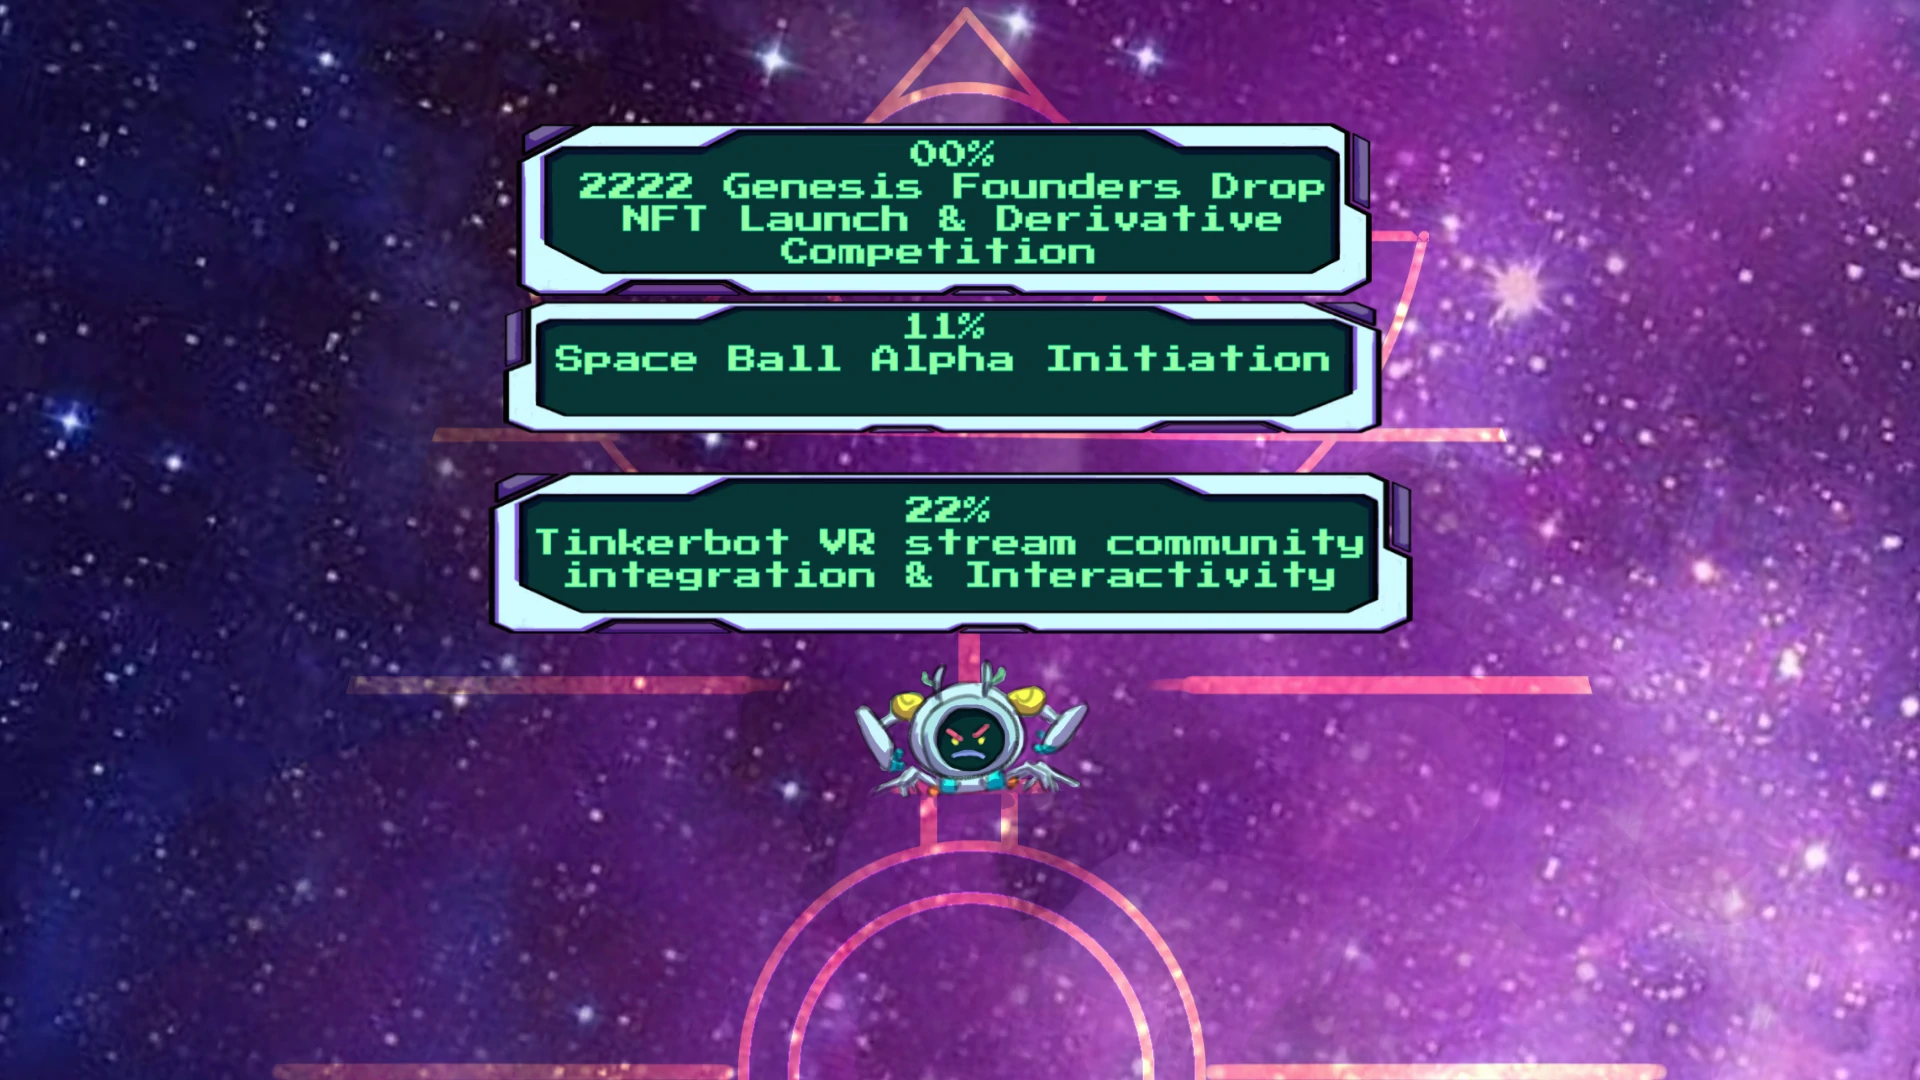 00%
2222 Genesis Founders Drop
NFT Launch & Derivative
Competition
11%
Space Ball Alpha Initiation
22%
Tinkerbot VR stream community
integration & Interactivity